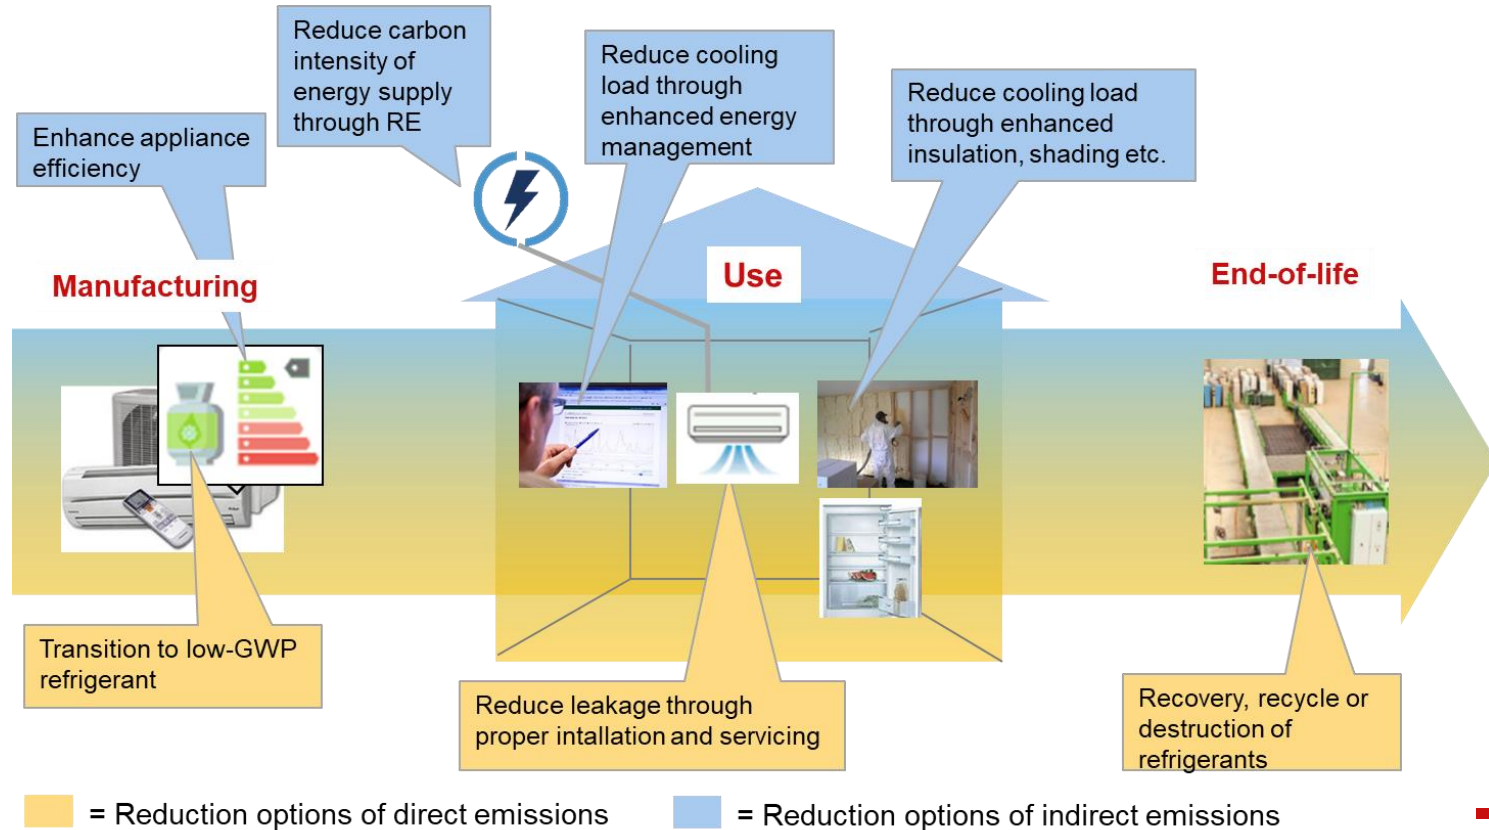 Reduce carbon
intensity of
energy supply
through RE
Reduce cooling
load through
enhanced energy
management
Reduce cooling load
through enhanced
insulation, shading etc.
Enhance appliance
efficiency
Manufacturing
Use
End-of-life
Transition to low-GWP
refrigerant
Reduce leakage through
proper intallation and servicing
Recovery, recycle or
destruction of
refrigerants
= Reduction options of direct emissions
= Reduction options of indirect emissions